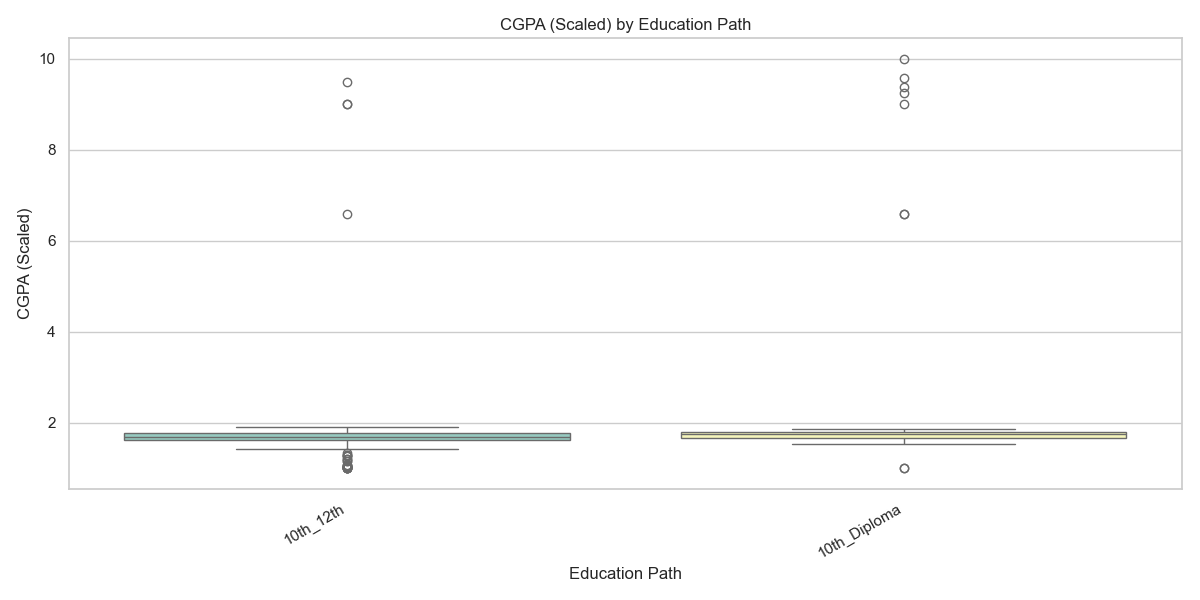 CGPA (Scaled) by Education Path
CGPA (Scaled)
10
8
6
4
2
10th_12th
10th_Diploma
Education Path